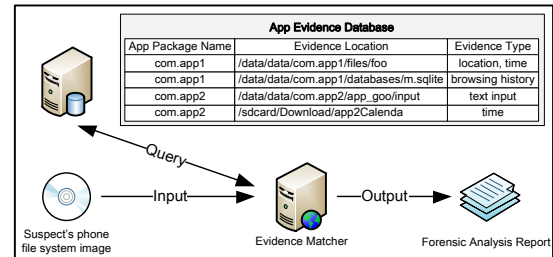 App Evidence Database
App Package Name Evidence Location Evidence Type
com.app1 /data/data/com.app1/files/foo location, time
com.app1 /data/data/com.app1/databases/m.sqlite browsing history
com.app2 /data/data/com.app2/app_goo/input text input
com.app2 /sdcard/Download/app2Calenda time
Query
Input
Output
Suspect's phone
file system image
Evidence Matcher
Forensic Analysis Report